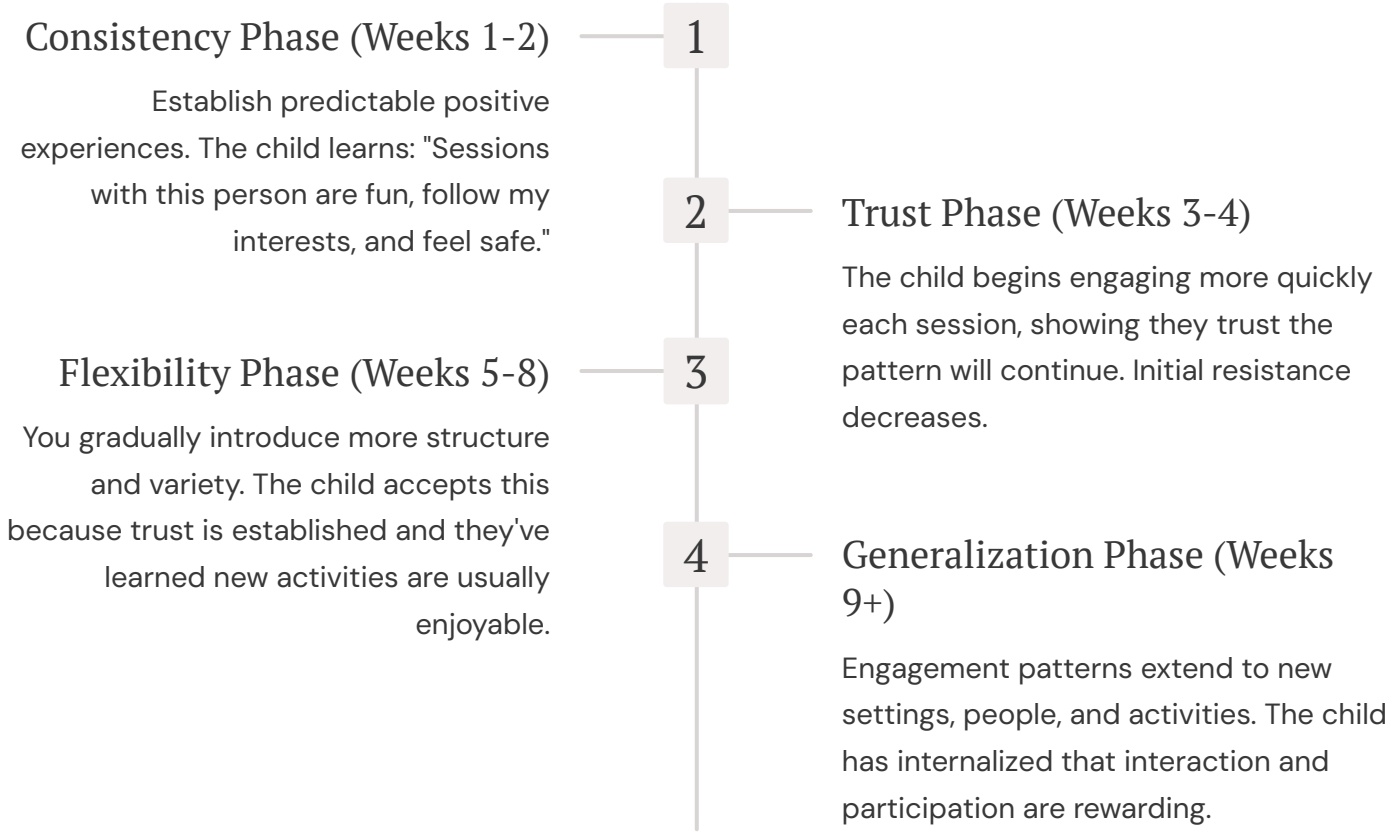 1
Consistency Phase (Weeks 1-2)
Establish predictable positive
experiences. The child learns: "Sessions
with this person are fun, follow my
interests, and feel safe."
2
Trust Phase (Weeks 3-4)
The child begins engaging more quickly
each session, showing they trust the
pattern will continue. Initial resistance
decreases.
3
Flexibility Phase (Weeks 5-8)
You gradually introduce more structure
and variety. The child accepts this
because trust is established and they've
learned new activities are usually
enjoyable.
4
Generalization Phase (Weeks
9+)
Engagement patterns extend to new
settings, people, and activities. The child
has internalized that interaction and
participation are rewarding.